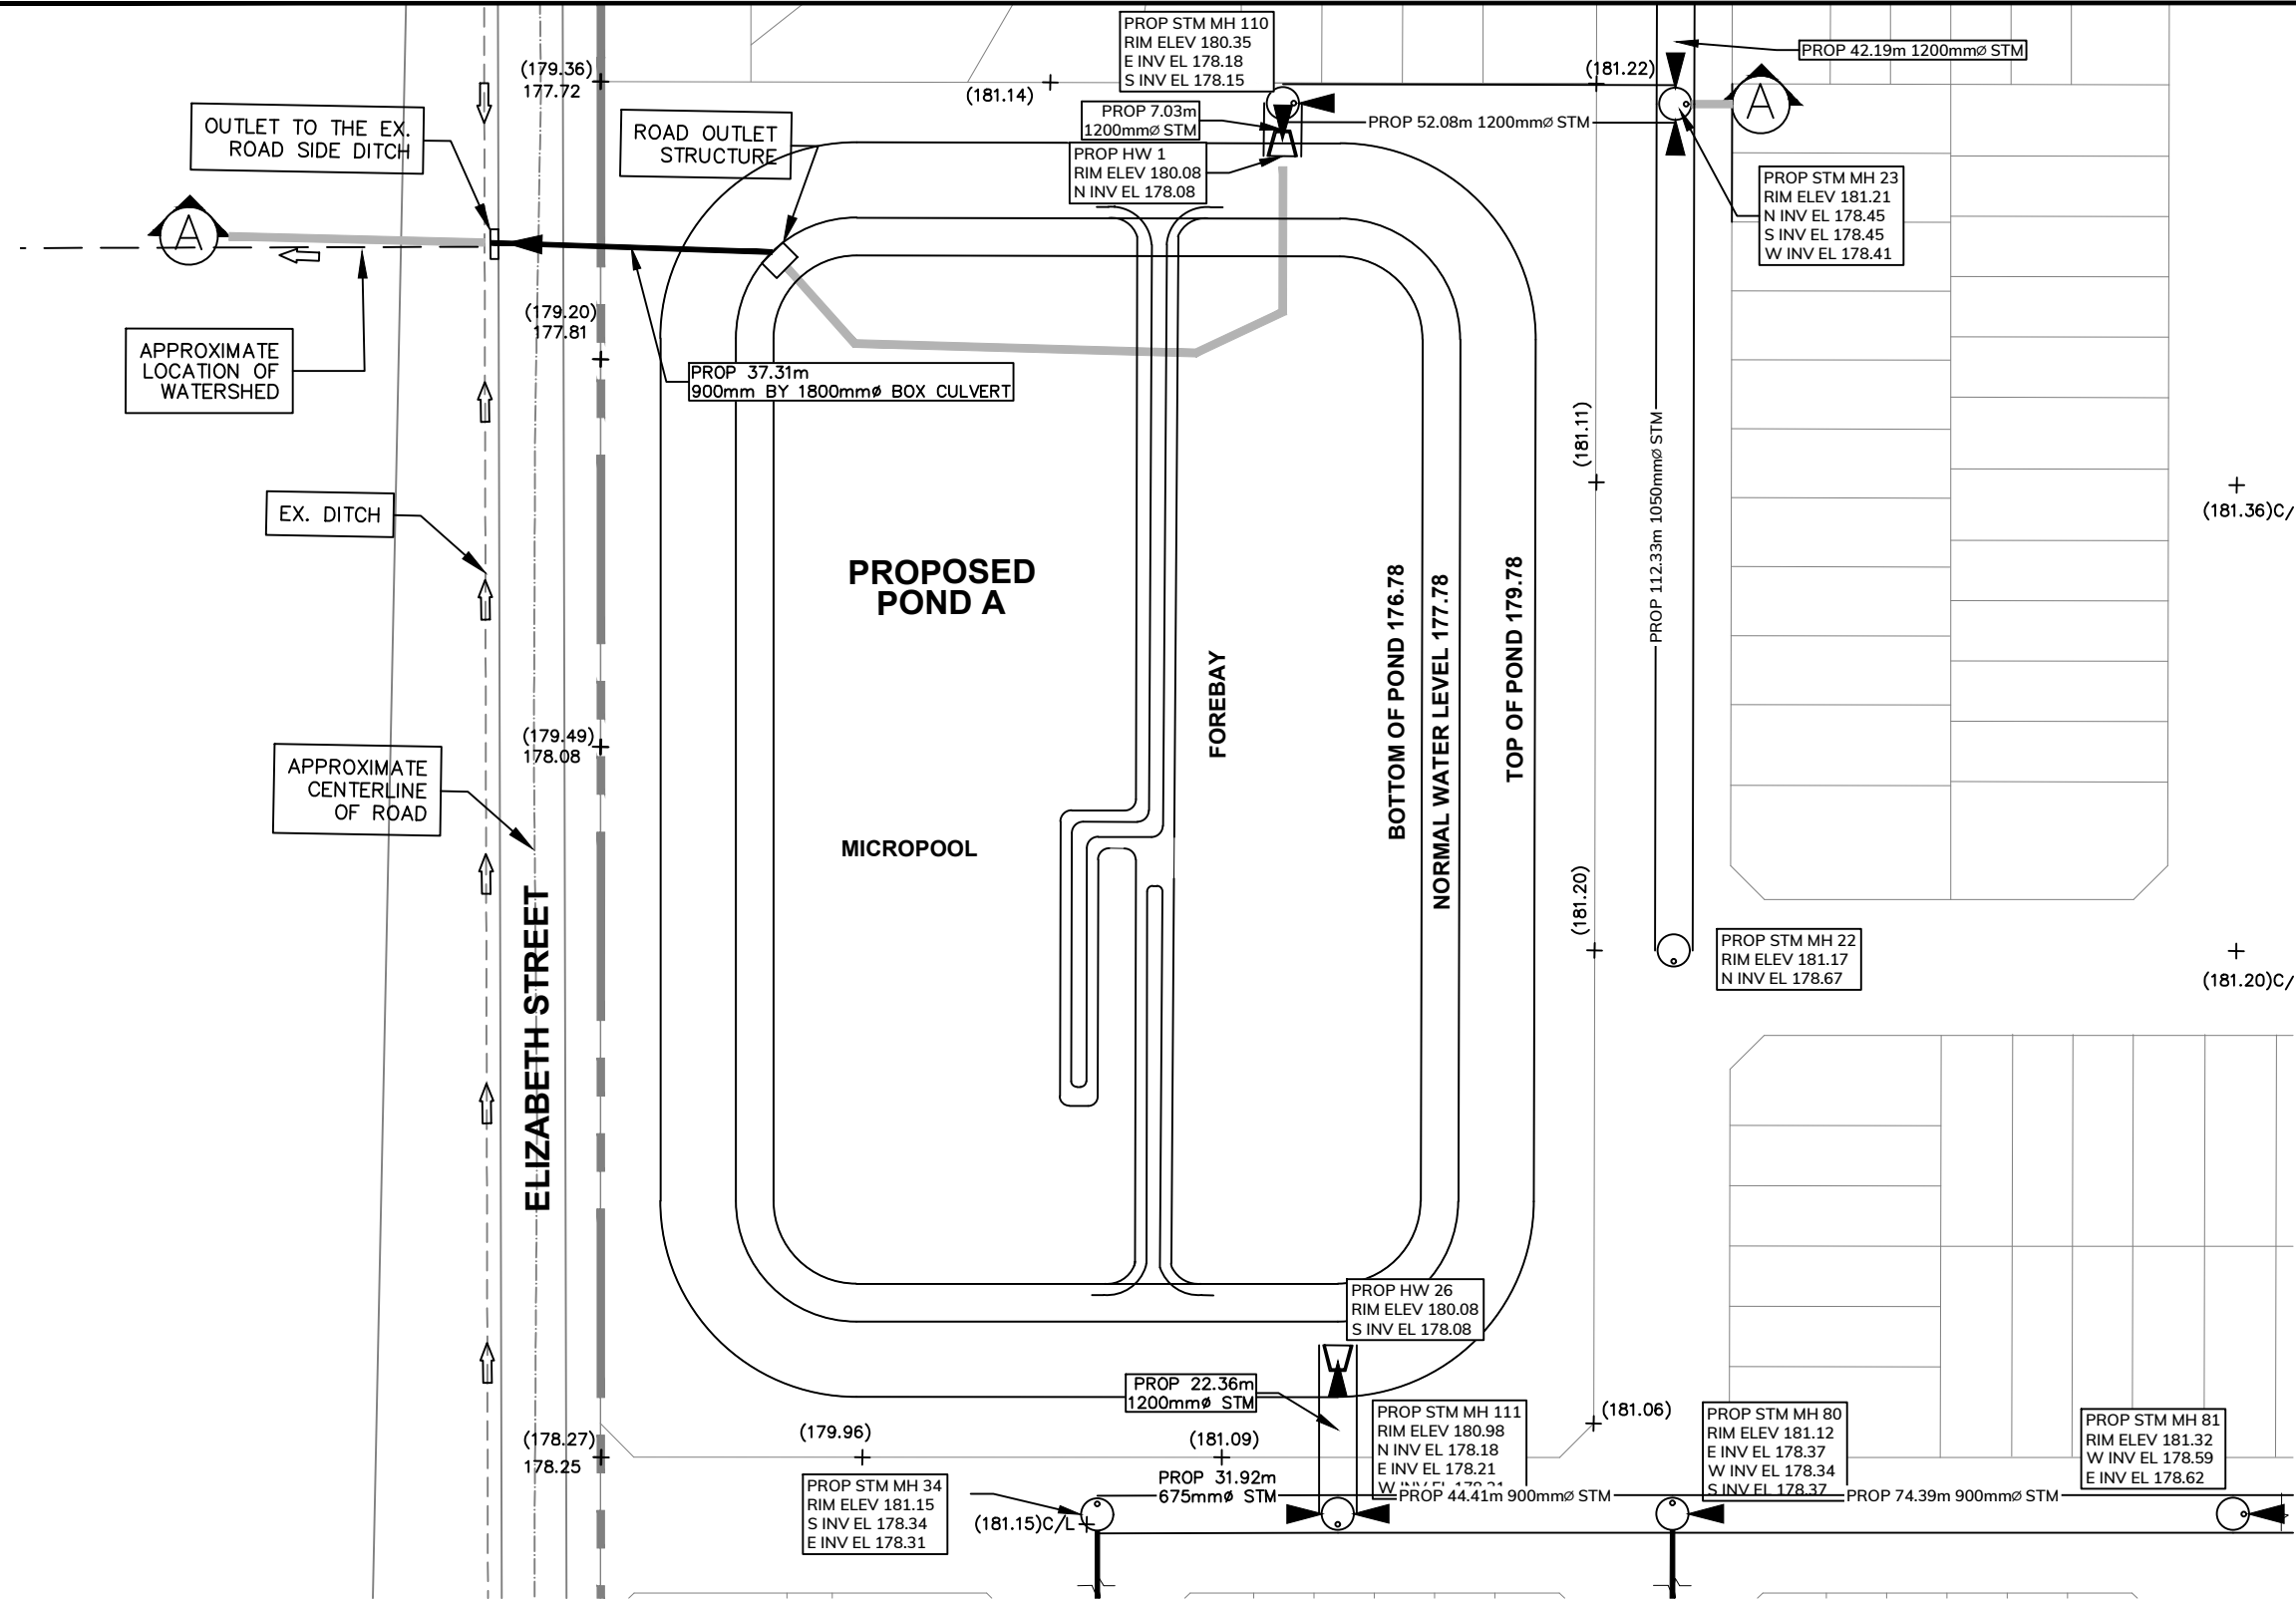 PROP STM MH 110
RIM ELEV 180.35
E INV EL 178.18
S INV EL 178.15
PROP 42.19m 1200mmØ STM
(179.36)
177.72
(181.14)
(181.22)
A
OUTLET TO THE EX.
ROAD SIDE DITCH
ROAD OUTLET
STRUCTURE
PROP 7.03m
1200mmØ STM
PROP 52.08m 1200mmØ STM
PROP HW 1
RIM ELEV 180.08
N INV EL 178.08
PROP STM MH 23
RIM ELEV 181.21
N INV EL 178.45
S INV EL 178.45
W INV EL 178.41
A
(179.20)
177.81
APPROXIMATE
LOCATION OF
WATERSHED
PROP 37.31m
900mm BY 1800mmø BOX CULVERT
(181.11)
PROP 112.33m 1050mmØ STM
EX. DITCH
(181.36)C/
PROPOSED
POND A
BOTTOM OF POND 176.78
NORMAL WATER LEVEL 177.78
TOP OF POND 179.78
FOREBAY
(179.49)
178.08
APPROXIMATE
CENTERLINE
OF ROAD
MICROPOOL
ELIZABETH STREET
(181.20)
PROP STM MH 22
RIM ELEV 181.17
N INV EL 178.67
(181.20)C/
PROP HW 26
RIM ELEV 180.08
S INV EL 178.08
PROP 22.36m
1200mmø STM
(178.27)
178.25
(179.96)
(181.09)
(181.06)
PROP STM MH 111
RIM ELEV 180.98
N INV EL 178.18
E INV EL 178.21
W INV
PROP STM MH 80
RIM ELEV 181.12
E INV EL 178.37
W INV EL 178.34
S INV EL 178.37
PROP STM MH 81
RIM ELEV 181.32
W INV EL 178.59
E INV EL 178.62
PROP STM MH 34
RIM ELEV 181.15
S INV EL 178.34
E INV EL 178.31
PROP 31.92m
675mmø STM
PROP 44.41m 900mmØ STM
PROP 74.39m 900mmØ STM
(181.15)C/L